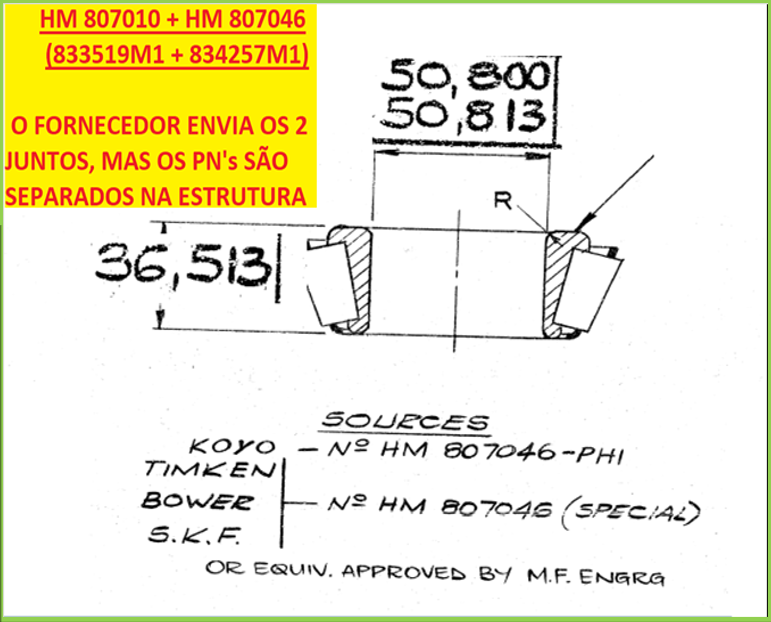 HM 807010 + HM 807046
(833519M1 + 834257M1)
O FORNECEDOR ENVIA OS 2
JUNTOS, MAS OS PN's SÃO
SEPARADOS NA ESTRUTURA
50,800
50,813
R
36,513
SOURCES
KOYO - Nº HM 807046-PHI
TIMKEN
BOWER - Nº HM 807046 (SPECIAL)
S.K.F.
OR EQUIV. APPROVED BY M.F. ENGRG